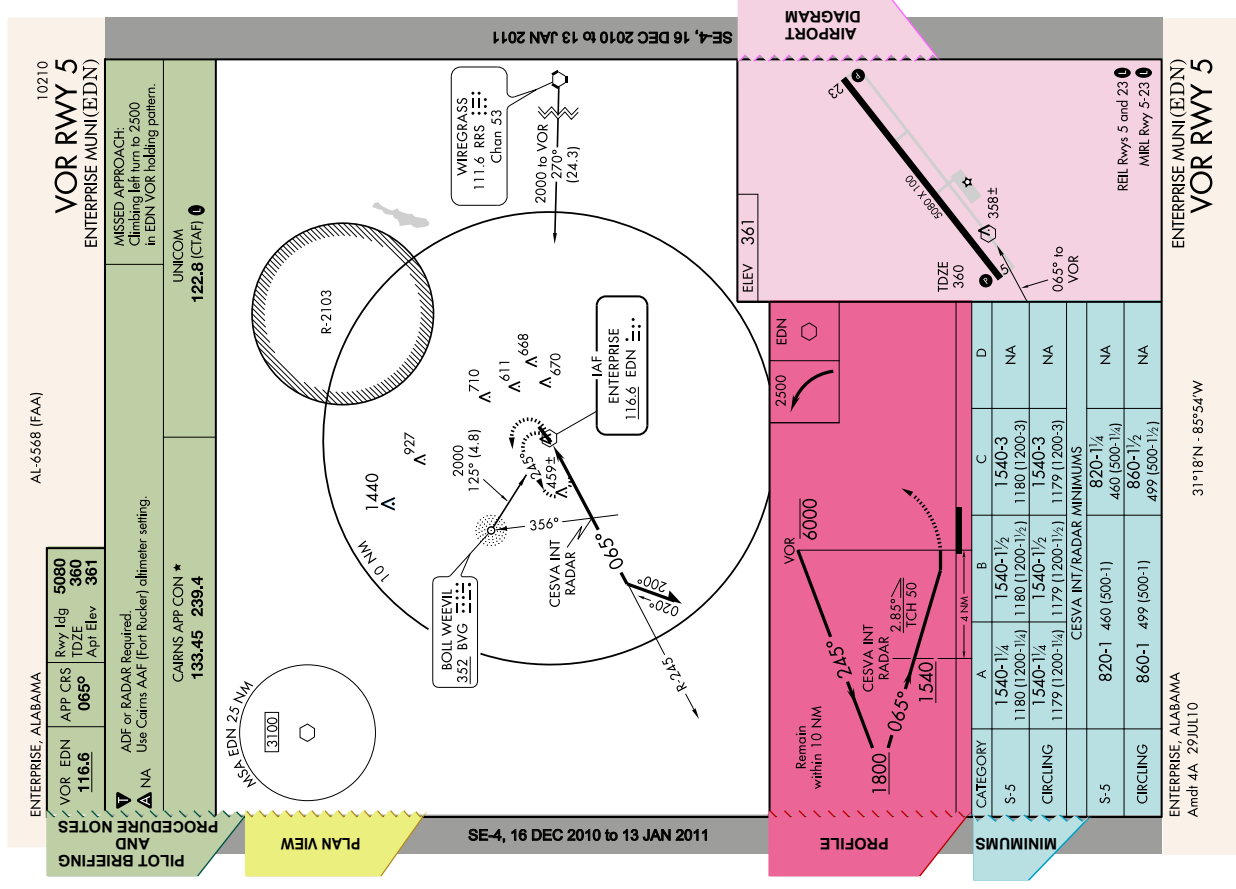 10210
VOR RWY 5
ENTERPRISE MUNI (EDN)
AL-6568 (FAA)
ENTERPRISE, ALABAMA
VOR EDN
116.6
APP CRS
065°
Rwy ldg 5080
TDZE 360
Apt Elev 361
T
ADF or RADAR Required.
A NA
Use Cairns AAF (Fort Rucker) altimeter setting.
MISSED APPROACH:
Climbing left turn to 2500
in EDN VOR holding pattern.
CAIRNS APP CON ★
133.45 239.4
UNICOM
122.8 (CTAF) L
PILOT BRIEFING
AND
PROCEDURE NOTES
PLAN VIEW
SE-4, 16 DEC 2010 to 13 JAN 2011
SE-4, 16 DEC 2010 to 13 JAN 2011
MSA EDN 25 NM
3100
R-2103
10 NM
1440
927
710
611
668
670
459±
WIREGRASS
111.6 RRS
Chan 53
2000 to VOR
270°
(24.3)
IAF
ENTERPRISE
116.6 EDN
BOLL WEEVIL
352 BVG
2000
125° (4.8)
245°
356°
CESVA INT
RADAR
065°
200°
020°
R-245
PROFILE
Remain
within 10 NM
VOR
6000
245°
1800
065°
CESVA INT
RADAR
1540
2.85°
TCH 50
4 NM
2500
EDN
AIRPORT
DIAGRAM
ELEV 361
23
P
5080 X 100
358±
TDZE
360
5
P
065° to
VOR
REIL Rwys 5 and 23 L
MIRL Rwy 5-23 L
MINIMUMS
CATEGORY A B C D
S-5 1540-1¼ 1540-1½ 1540-3 NA
1180 (1200-1¼) 1180 (1200-1½) 1180 (1200-3)
CIRCLING 1540-1¼ 1540-1½ 1540-3 NA
1179 (1200-1¼) 1179 (1200-1½) 1179 (1200-3)
CESVA INT/RADAR MINIMUMS
S-5 820-1 460 (500-1) 820-1¼ NA
460 (500-1¼)
CIRCLING 860-1 499 (500-1) 860-1½ NA
499 (500-1½)
ENTERPRISE, ALABAMA
Amdt 4A 29JUL10
31°18'N - 85°54'W
ENTERPRISE MUNI (EDN)
VOR RWY 5